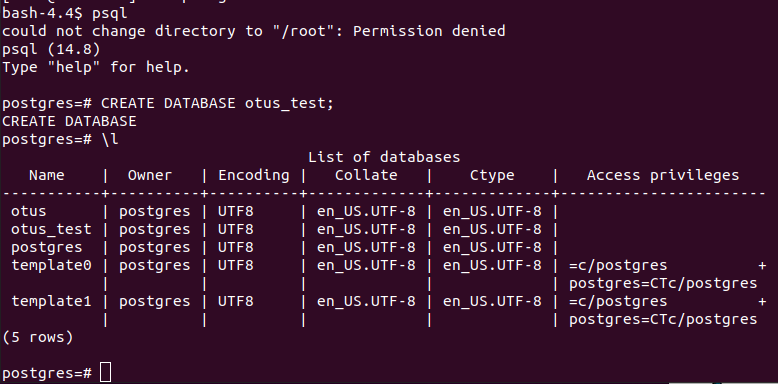 bash-4.4$ psql
could not change directory to "/root": Permission denied
psql (14.8)
Type "help" for help.

postgres=# CREATE DATABASE otus_test;
CREATE DATABASE
postgres=# \l
                                  List of databases
   Name    |  Owner   | Encoding |   Collate   |    Ctype    |   Access privileges
-----------+----------+----------+-------------+-------------+-----------------------
 otus      | postgres | UTF8     | en_US.UTF-8 | en_US.UTF-8 |
 otus_test | postgres | UTF8     | en_US.UTF-8 | en_US.UTF-8 |
 postgres  | postgres | UTF8     | en_US.UTF-8 | en_US.UTF-8 |
 template0 | postgres | UTF8     | en_US.UTF-8 | en_US.UTF-8 | =c/postgres          +
           |          |          |             |             | postgres=CTc/postgres
 template1 | postgres | UTF8     | en_US.UTF-8 | en_US.UTF-8 | =c/postgres          +
           |          |          |             |             | postgres=CTc/postgres
(5 rows)

postgres=#